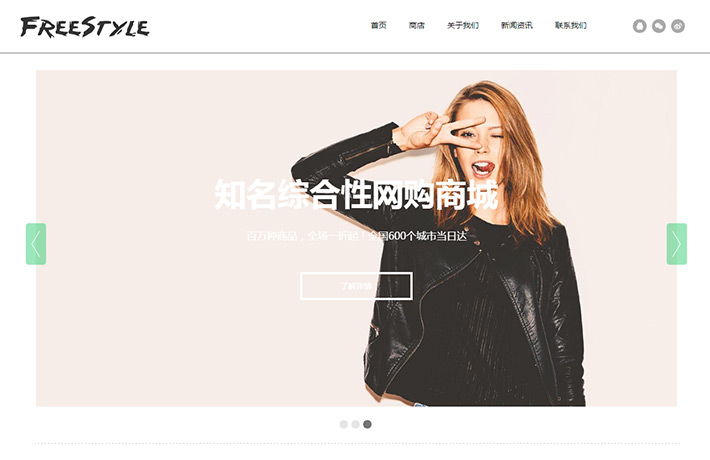 FREESTYLE
首页 商店 关于我们 新闻资讯 联系我们
知名综合性网购商城
百万种商品，全场一折起！全国600个城市当日达
了解详情